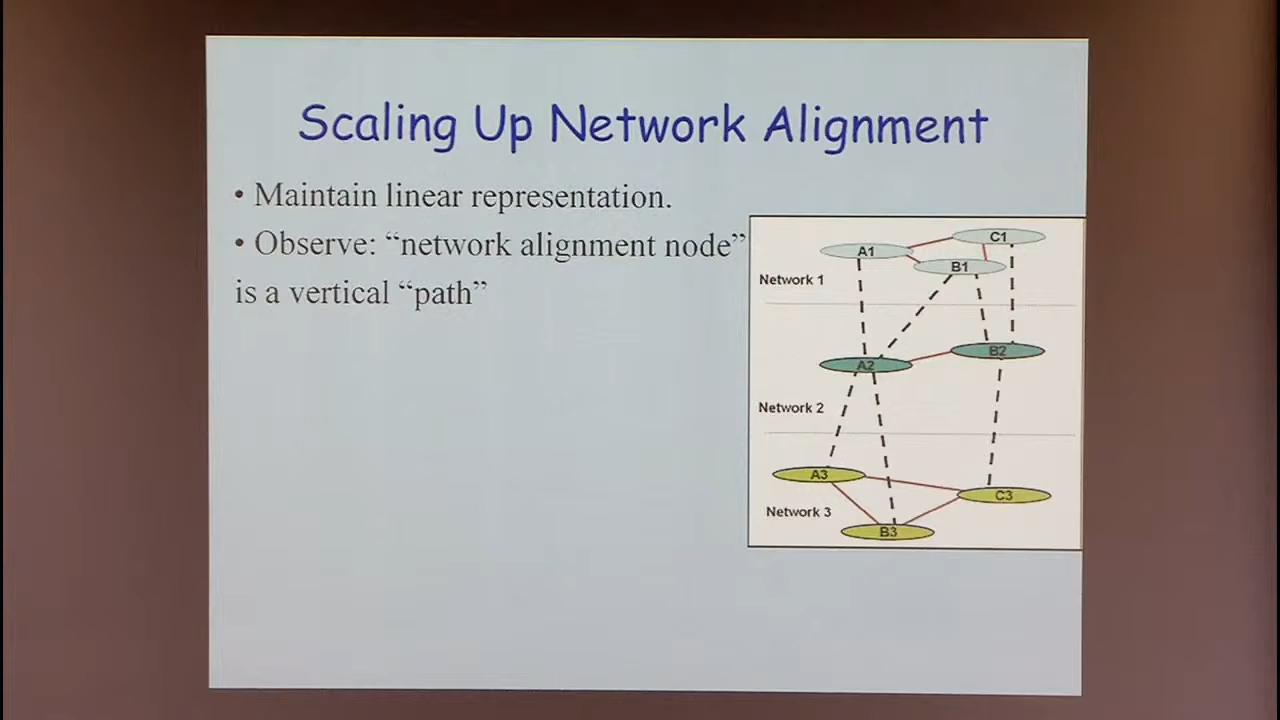 Scaling Up Network Alignment
• Maintain linear representation.
• Observe: “network alignment node”
is a vertical “path”
C1
A1
B1
Network 1
B2
A2
Network 2
A3
C3
Network 3
B3